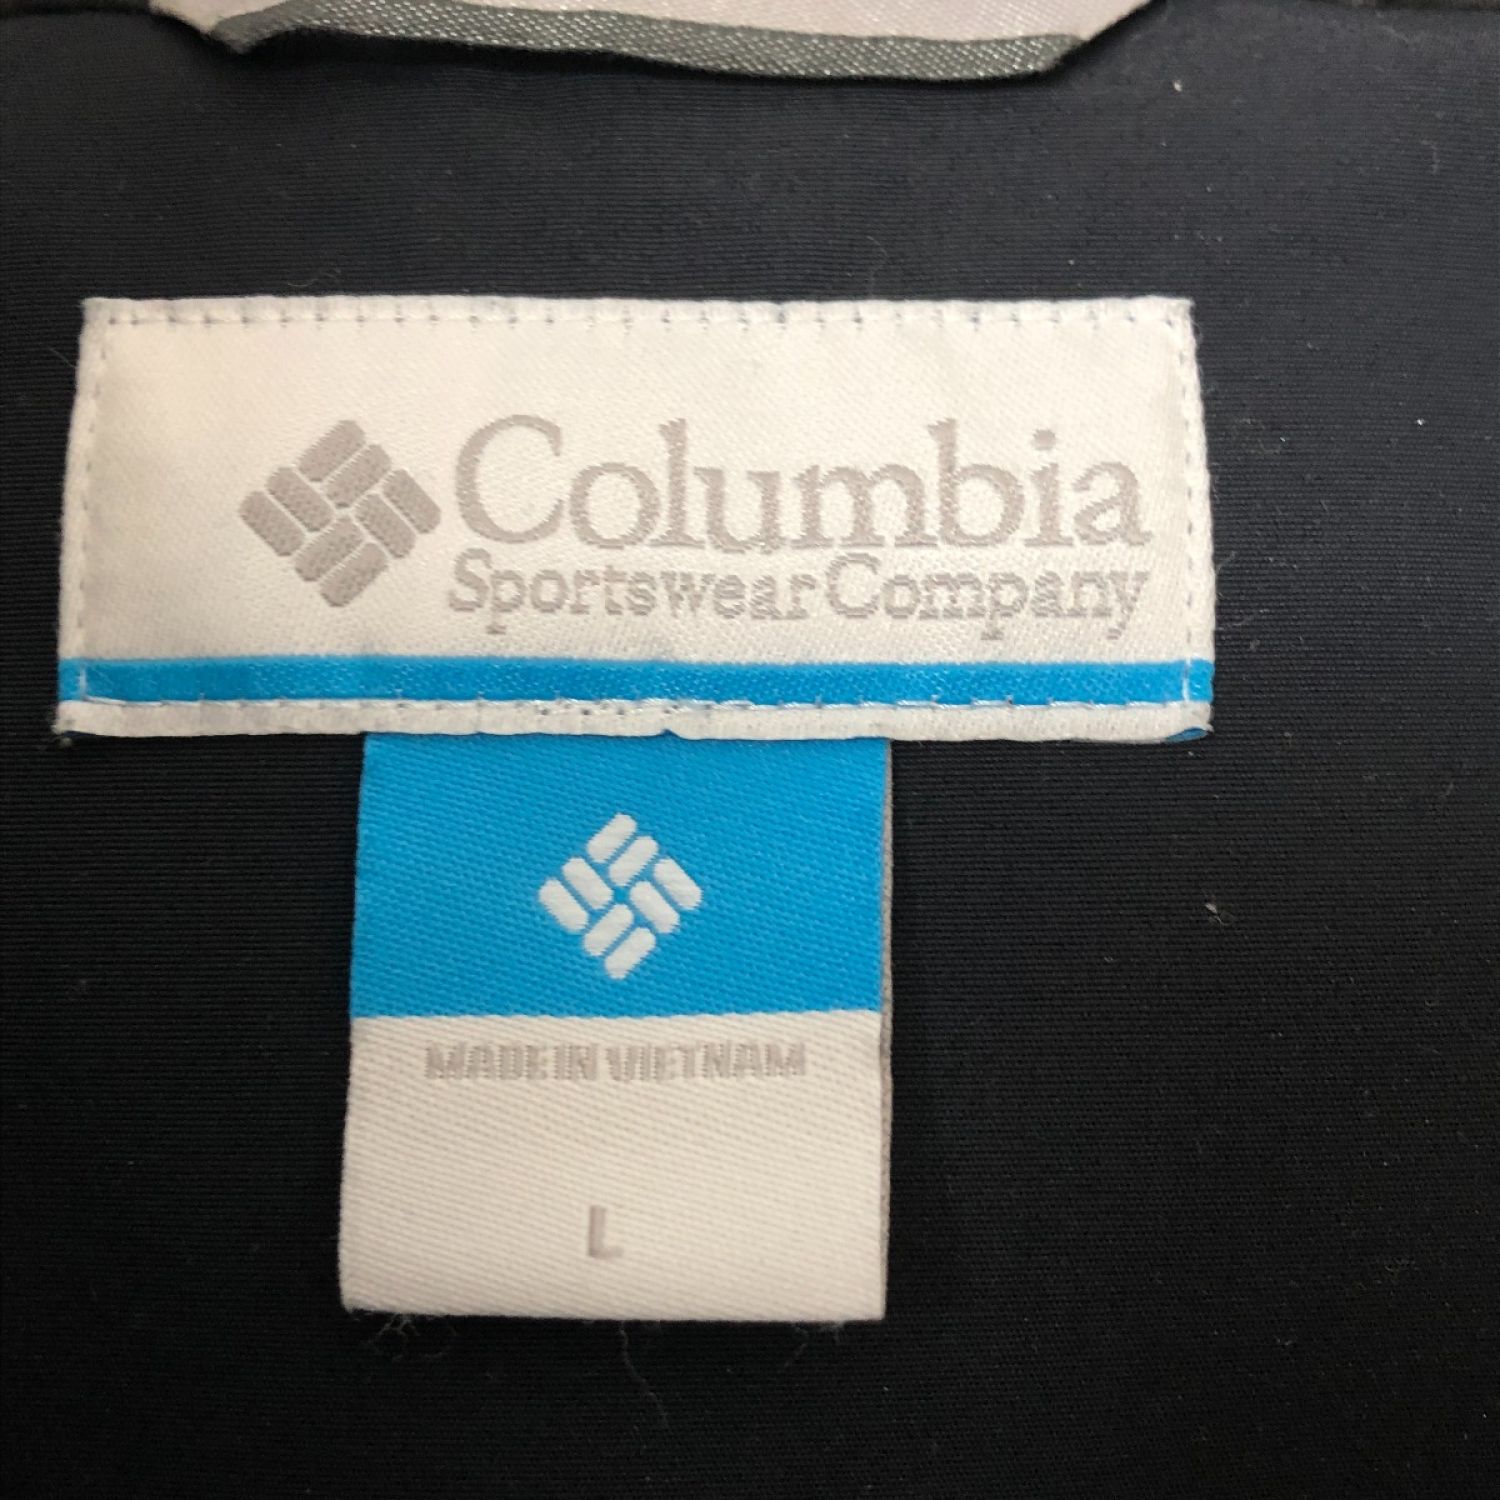 Columbia
Sportswear Company
MADE IN VIETNAM
L